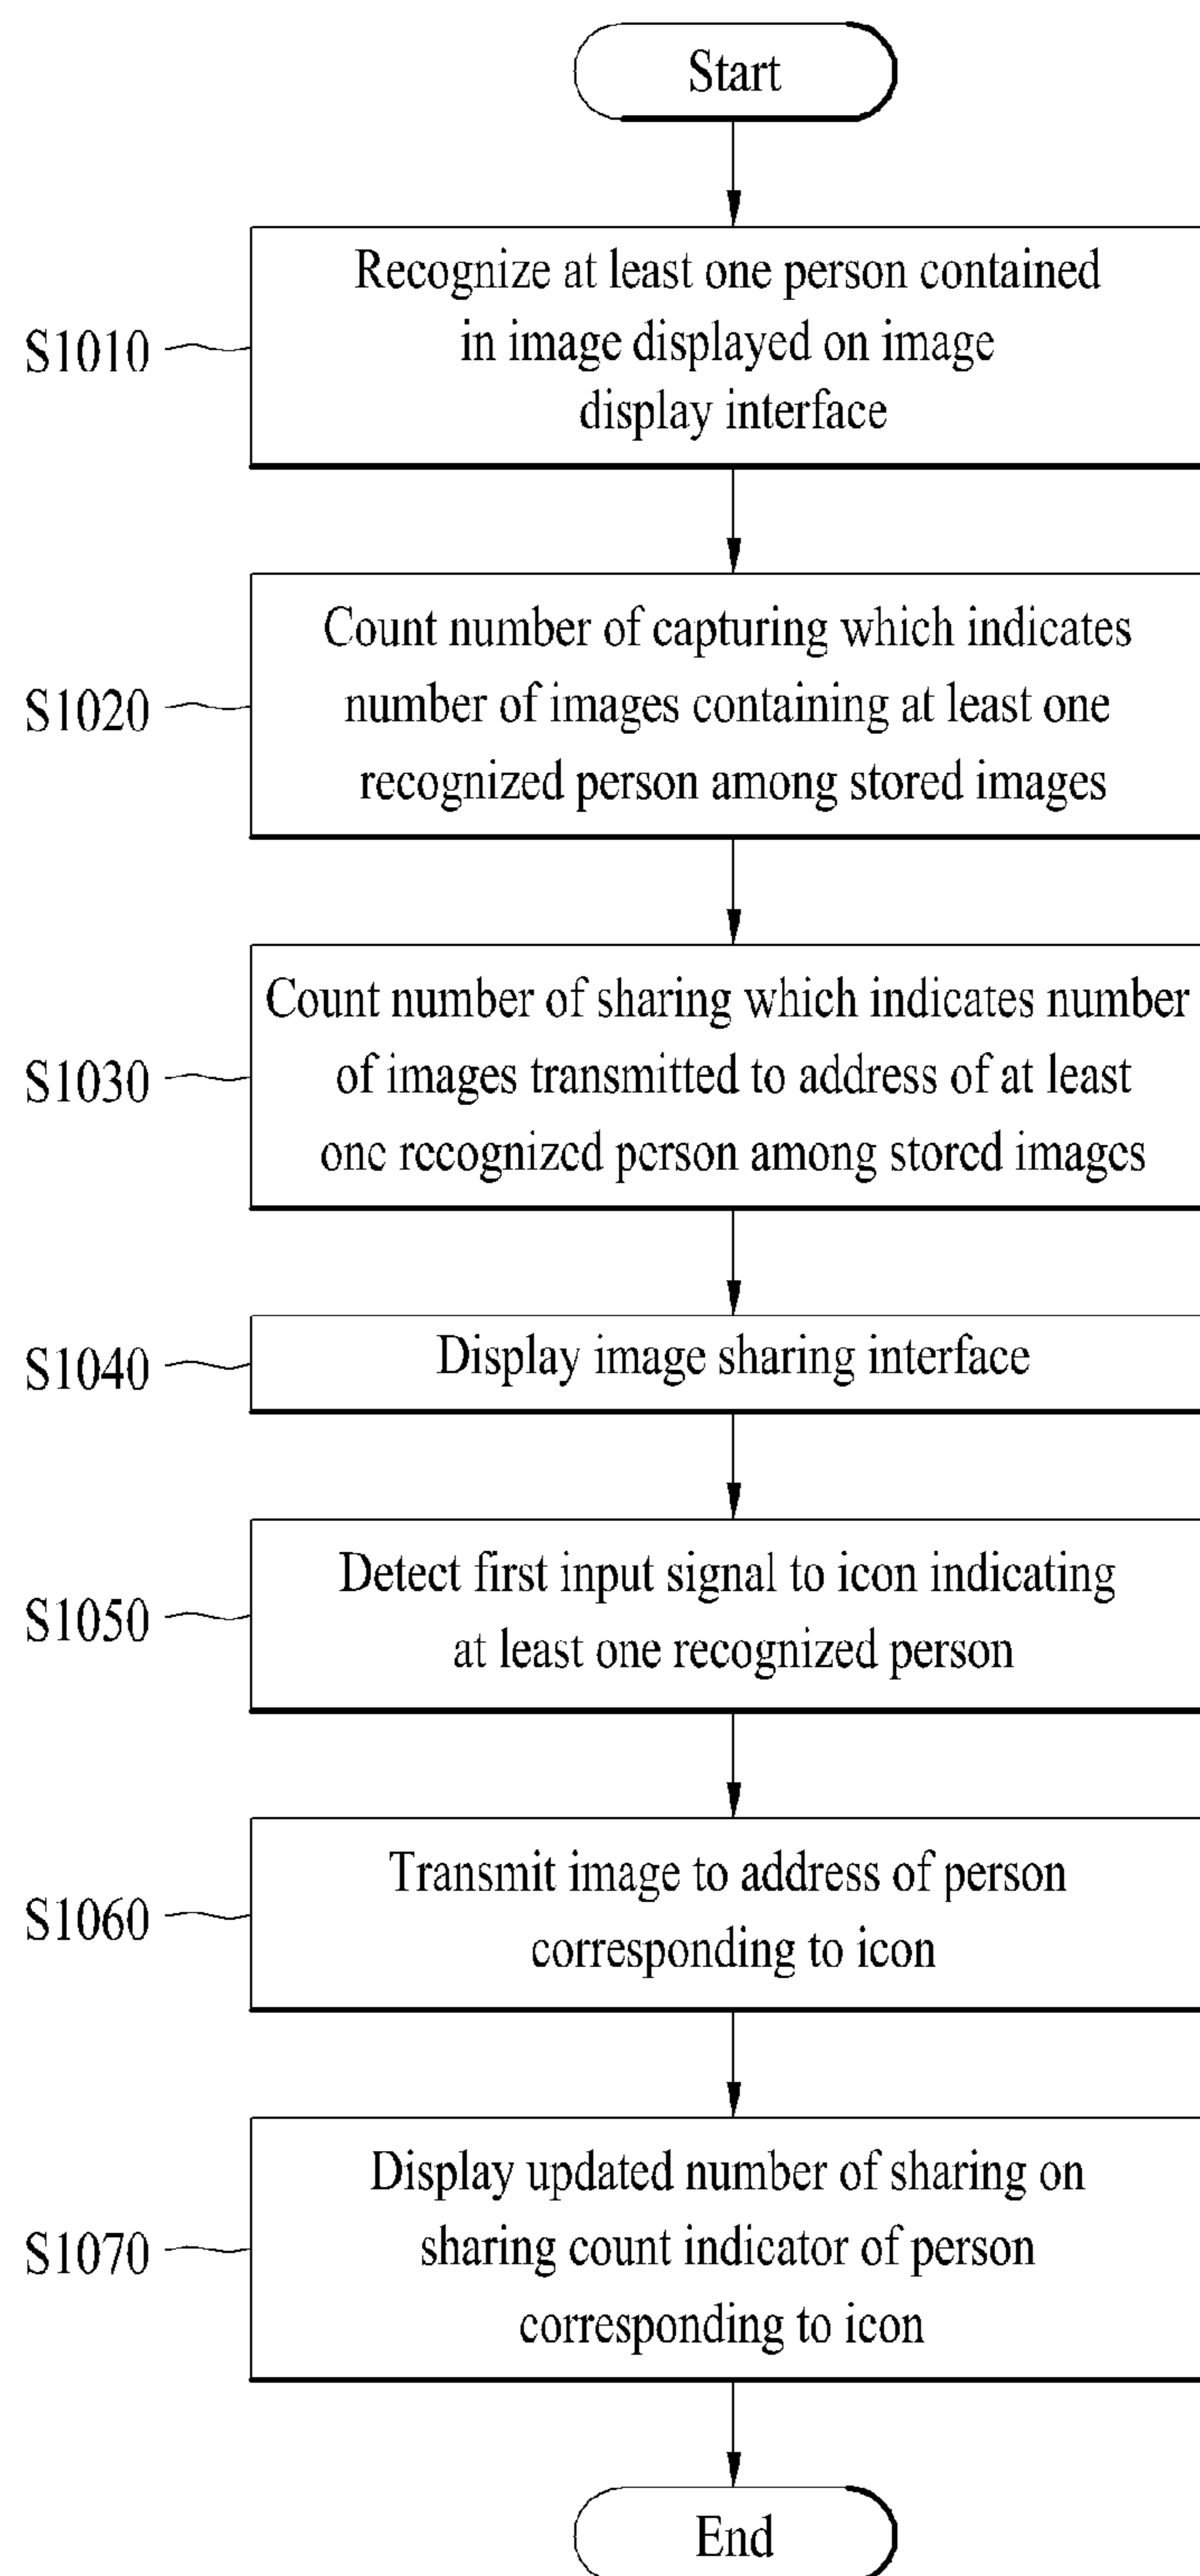 Start
S1010
Recognize at least one person contained
in image displayed on image
display interface
S1020
Count number of capturing which indicates
number of images containing at least one
recognized person among stored images
S1030
Count number of sharing which indicates number
of images transmitted to address of at least
one recognized person among stored images
S1040
Display image sharing interface
S1050
Detect first input signal to icon indicating
at least one recognized person
S1060
Transmit image to address of person
corresponding to icon
S1070
Display updated number of sharing on
sharing count indicator of person
corresponding to icon
End